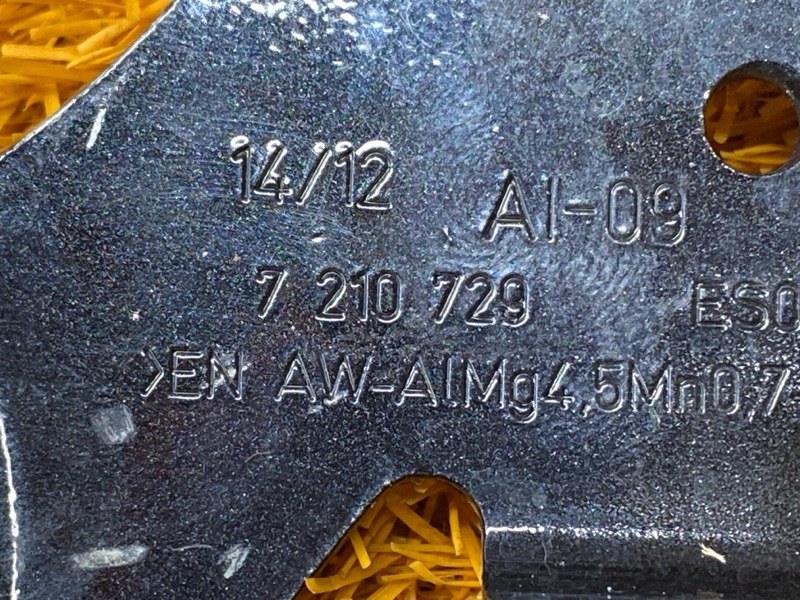 14/12 AI-09
7 210 729 ES0
>EN AW-AlMg4,5Mn0,7